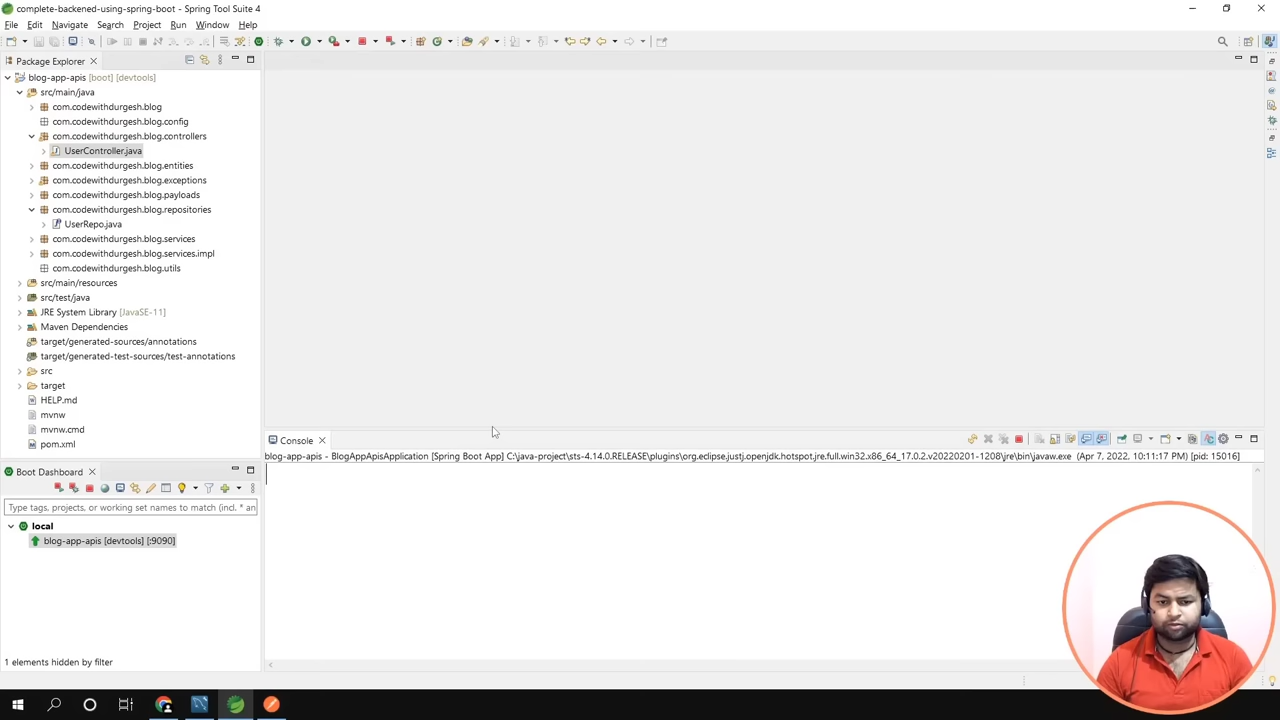 complete-backened-using-spring-boot - Spring Tool Suite 4
File Edit Navigate Search Project Run Window Help
Package Explorer
blog-app-apis [boot] [devtools]
src/main/java
com.codewithdurgesh.blog
com.codewithdurgesh.blog.config
com.codewithdurgesh.blog.controllers
UserController.java
com.codewithdurgesh.blog.entities
com.codewithdurgesh.blog.exceptions
com.codewithdurgesh.blog.payloads
com.codewithdurgesh.blog.repositories
UserRepo.java
com.codewithdurgesh.blog.services
com.codewithdurgesh.blog.services.impl
com.codewithdurgesh.blog.utils
src/main/resources
src/test/java
JRE System Library [JavaSE-11]
Maven Dependencies
target/generated-sources/annotations
target/generated-test-sources/test-annotations
src
target
HELP.md
mvnw
mvnw.cmd
pom.xml
Console
blog-app-apis - BlogAppApisApplication [Spring Boot App] C:\java-project\sts-4.14.0.RELEASE\plugins\org.eclipse.justj.openjdk.hotspot.jre.full.win32.x86_64_17.0.2.v20220201-1208\jre\bin\javaw.exe (Apr 7, 2022, 10:11:17 PM) [pid: 15016]
Boot Dashboard
Type tags, projects, or working set names to match (incl. * an
local
blog-app-apis [devtools] [:9090]
1 elements hidden by filter